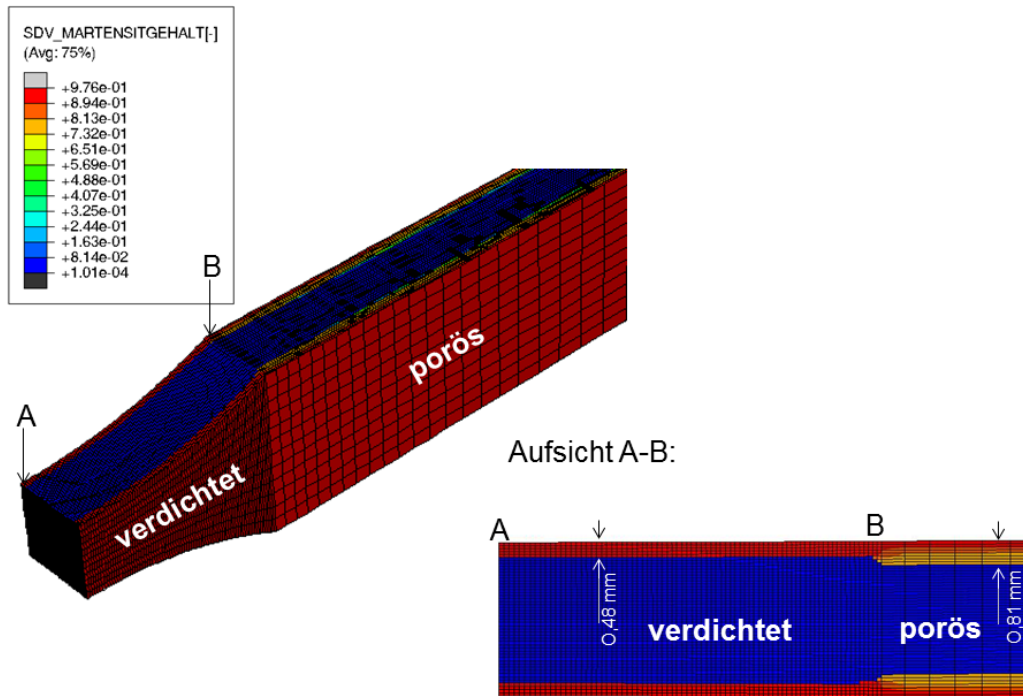 SDV_MARTENSITGEHALT[-]
(Avg: 75%)
+9.76e-01
+8.94e-01
+8.13e-01
+7.32e-01
+6.51e-01
+5.69e-01
+4.88e-01
+4.07e-01
+3.25e-01
+2.44e-01
+1.63e-01
+8.14e-02
+1.01e-04
B
A
porös
verdichtet
Aufsicht A-B:
A
B
0,48 mm
verdichtet
porös
0,81 mm